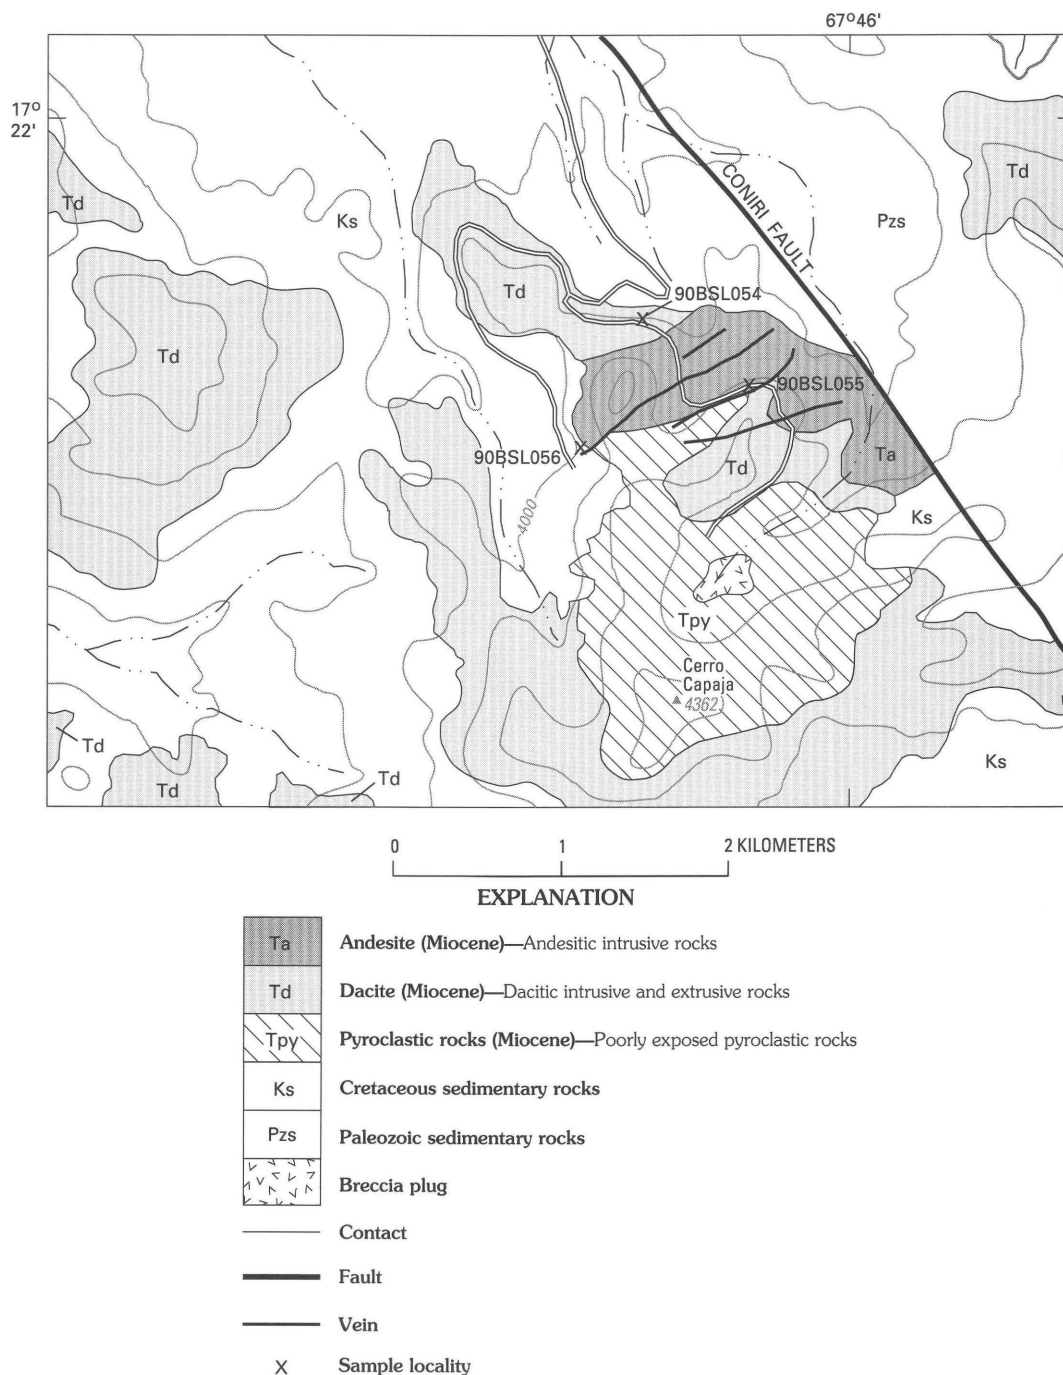 67°46'
17°
22'
Td
Td
Ks
CONIRI FAULT
Pzs
Td
90BSL054
Td
90BSL055
90BSL056
Td
Ta
4000
Ks
Tpy
Cerro
Capaja
4362
Ks
Td
Td
Td
0 1 2 KILOMETERS
EXPLANATION
Ta Andesite (Miocene)—Andesitic intrusive rocks
Td Dacite (Miocene)—Dacitic intrusive and extrusive rocks
Tpy Pyroclastic rocks (Miocene)—Poorly exposed pyroclastic rocks
Ks Cretaceous sedimentary rocks
Pzs Paleozoic sedimentary rocks
Breccia plug
Contact
Fault
Vein
X Sample locality